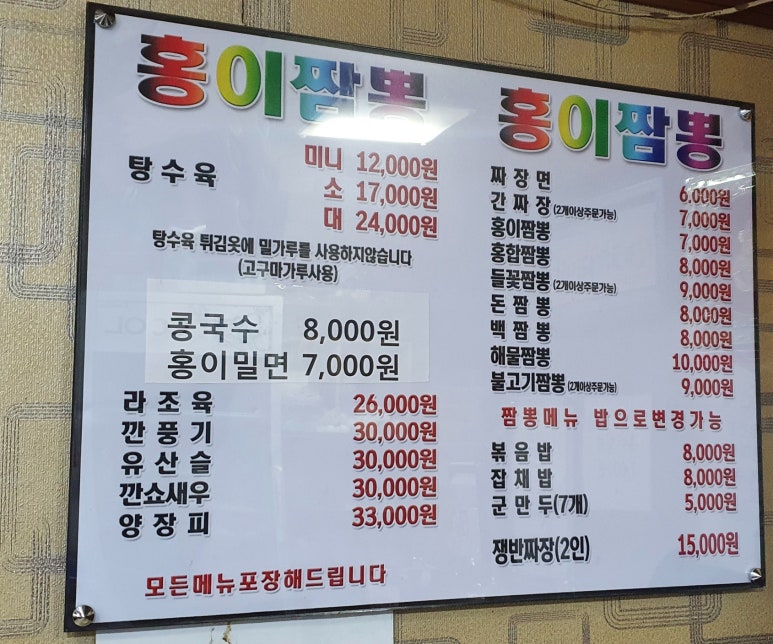 홍이짬뽕
탕수육 미니 12,000원
소 17,000원
대 24,000원
탕수육 튀김옷에 밀가루를 사용하지않습니다
(고구마가루사용)
콩국수 8,000원
홍이밀면 7,000원
라조육 26,000원
깐풍기 30,000원
유산슬 30,000원
깐쇼새우 30,000원
양장피 33,000원
모든메뉴포장해드립니다
홍이짬뽕
짜장면 6,000원
간짜장(2개이상주문가능) 7,000원
홍이짬뽕 7,000원
홍합짬뽕 8,000원
들꽃짬뽕(2개이상주문가능) 9,000원
돈짬뽕 8,000원
백짬뽕 8,000원
해물짬뽕 10,000원
불고기짬뽕(2개이상주문가능) 9,000원
짬뽕메뉴 밥으로변경가능
볶음밥 8,000원
잡채밥 8,000원
군만두(7개) 5,000원
쟁반짜장(2인) 15,000원